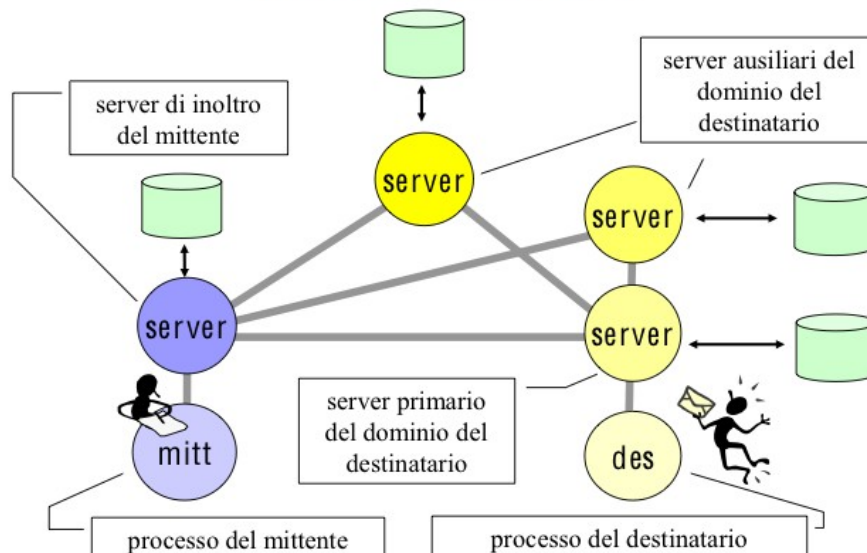 server ausiliari del
dominio del
destinatario
server di inoltro
del mittente
server
server
server
server
server primario
del dominio del
destinatario
mitt
des
processo del mittente
processo del destinatario